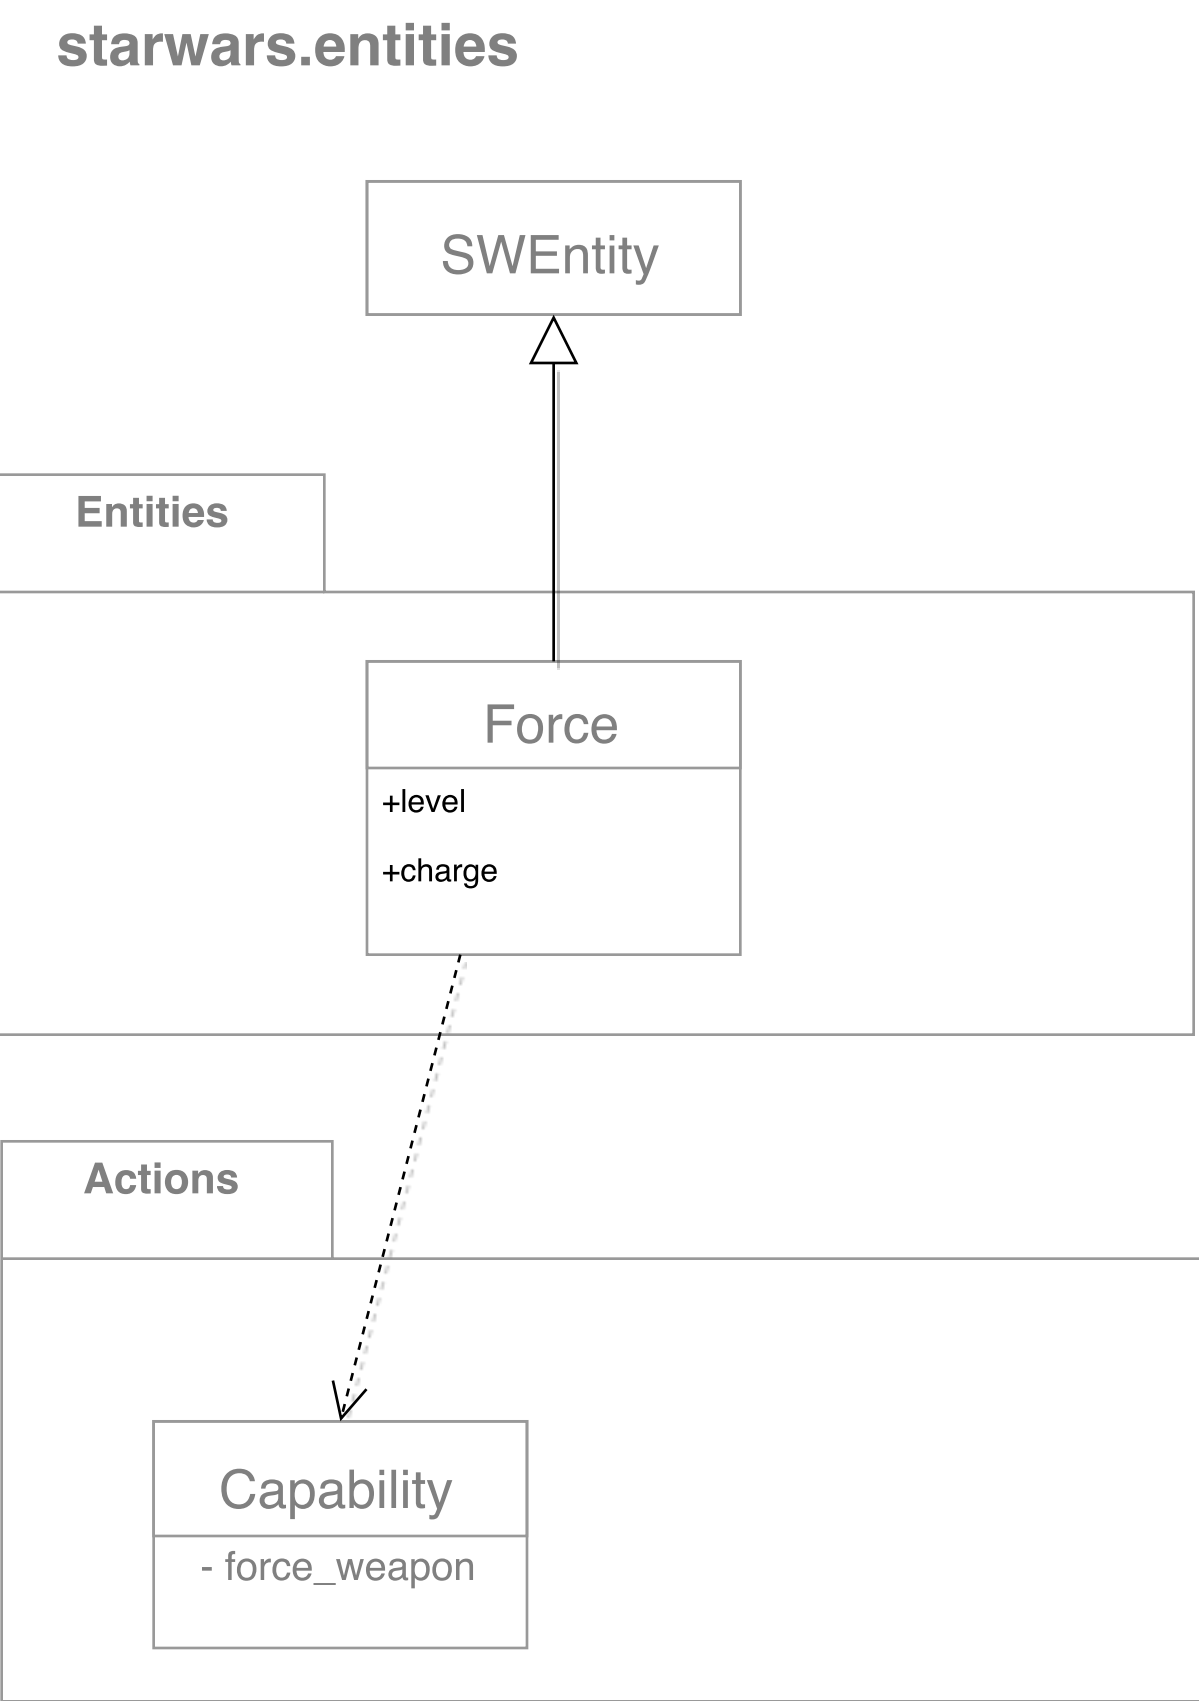 starwars.entities
SWEntity
Entities
Force
+level
+charge
Actions
Capability
- force_weapon